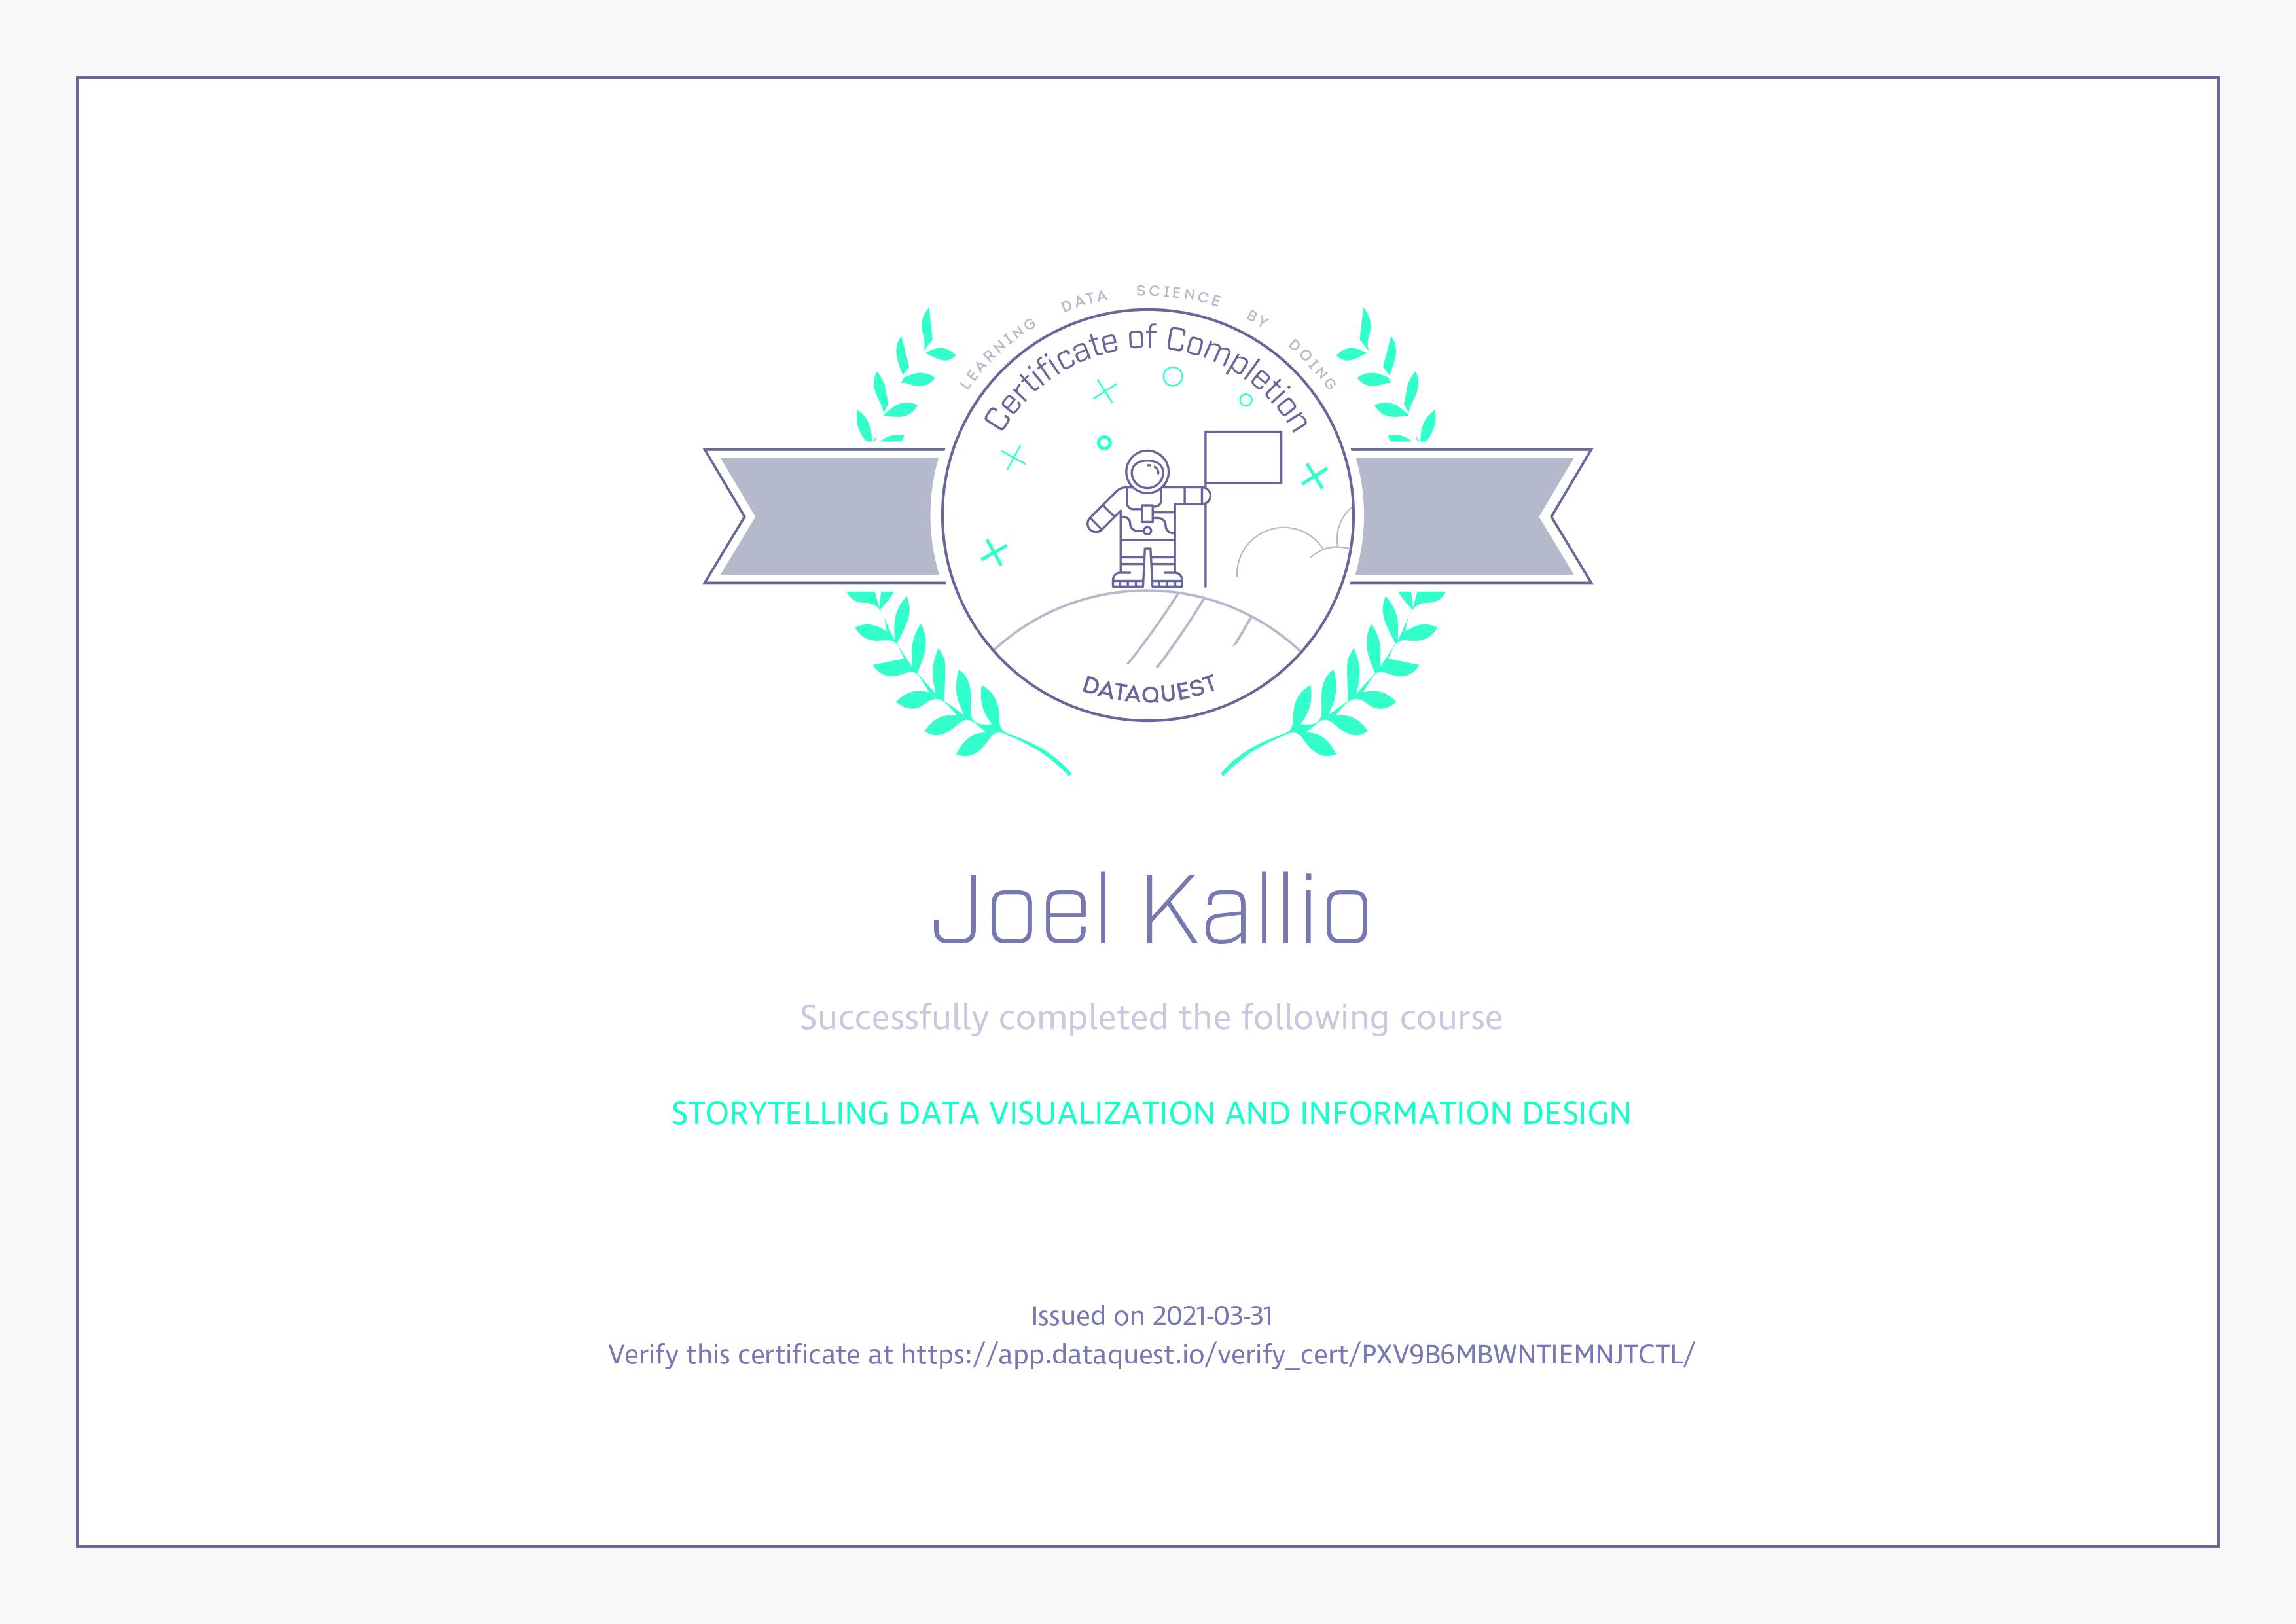 LEARNING DATA SCIENCE BY DOING
Certificate of Completion
DATAQUEST
Joel Kallio
Successfully completed the following course
STORYTELLING DATA VISUALIZATION AND INFORMATION DESIGN
Issued on 2021-03-31
Verify this certificate at https://app.dataquest.io/verify_cert/PXV9B6MBWNTIEMNJTCTL/